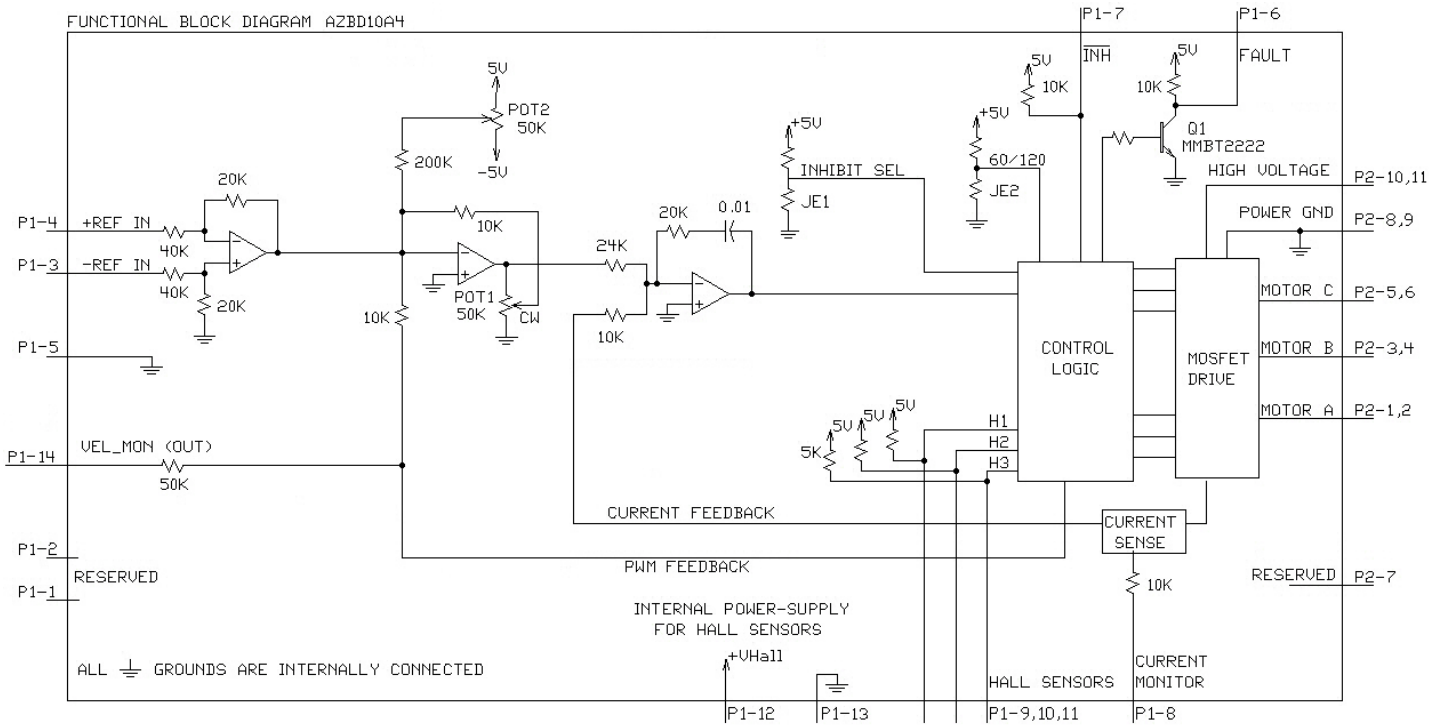 FUNCTIONAL BLOCK DIAGRAM AZBD10A4
P1-7
P1-6
INH
FAULT
5V
10K
5V
10K
Q1
MMBT2222
5V
POT2
50K
-5V
200K
+5V
INHIBIT SEL
JE1
+5V
60/120
JE2
HIGH VOLTAGE
P2-10,11
POWER GND
P2-8,9
20K
P1-4
+REF IN
40K
-
+
P1-3
-REF IN
40K
20K
10K
-
+
POT1
50K
CW
24K
20K
0.01
-
+
10K
10K
P1-5
CONTROL
LOGIC
MOSFET
DRIVE
MOTOR C
P2-5,6
MOTOR B
P2-3,4
MOTOR A
P2-1,2
P1-14
VEL_MON (OUT)
50K
5V
5V
5V
5K
H1
H2
H3
CURRENT FEEDBACK
CURRENT
SENSE
PWM FEEDBACK
P1-2
RESERVED
P1-1
10K
RESERVED
P2-7
INTERNAL POWER-SUPPLY
FOR HALL SENSORS
+VHall
ALL GROUNDS ARE INTERNALLY CONNECTED
HALL SENSORS
CURRENT
MONITOR
P1-12
P1-13
P1-9,10,11
P1-8